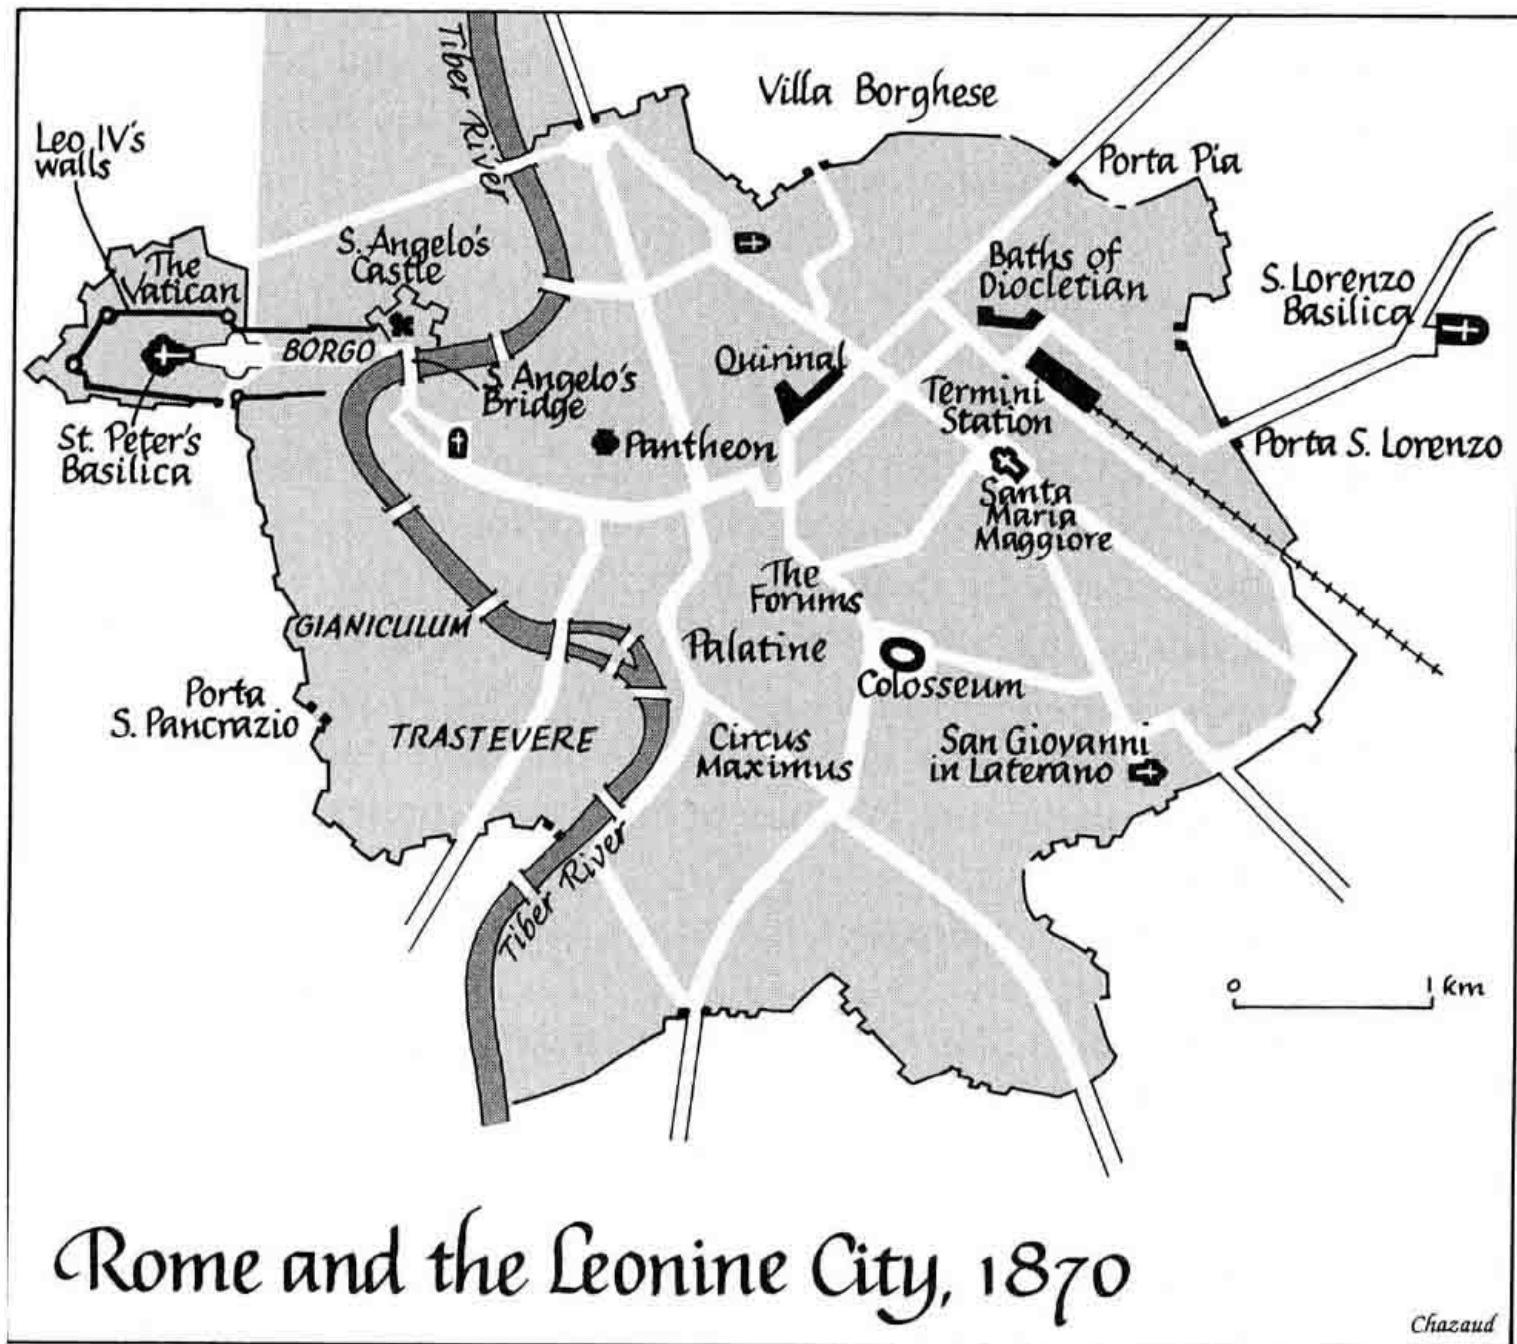 Tiber River
Villa Borghese
Leo IV's
walls
Porta Pia
S. Angelo's
Castle
The
Vatican
Baths of
Diocletian
S. Lorenzo
Basilica
BORGO
Quirinal
S. Angelo's
Bridge
Termini
Station
St. Peter's
Basilica
Pantheon
Porta S. Lorenzo
Santa
Maria
Maggiore
The
Forums
GIANICULUM
Palatine
Colosseum
Porta
S. Pancrazio
TRASTEVERE
Circus
Maximus
San Giovanni
in Laterano
Tiber River
0 1 km
Rome and the Leonine City, 1870
Chazaud